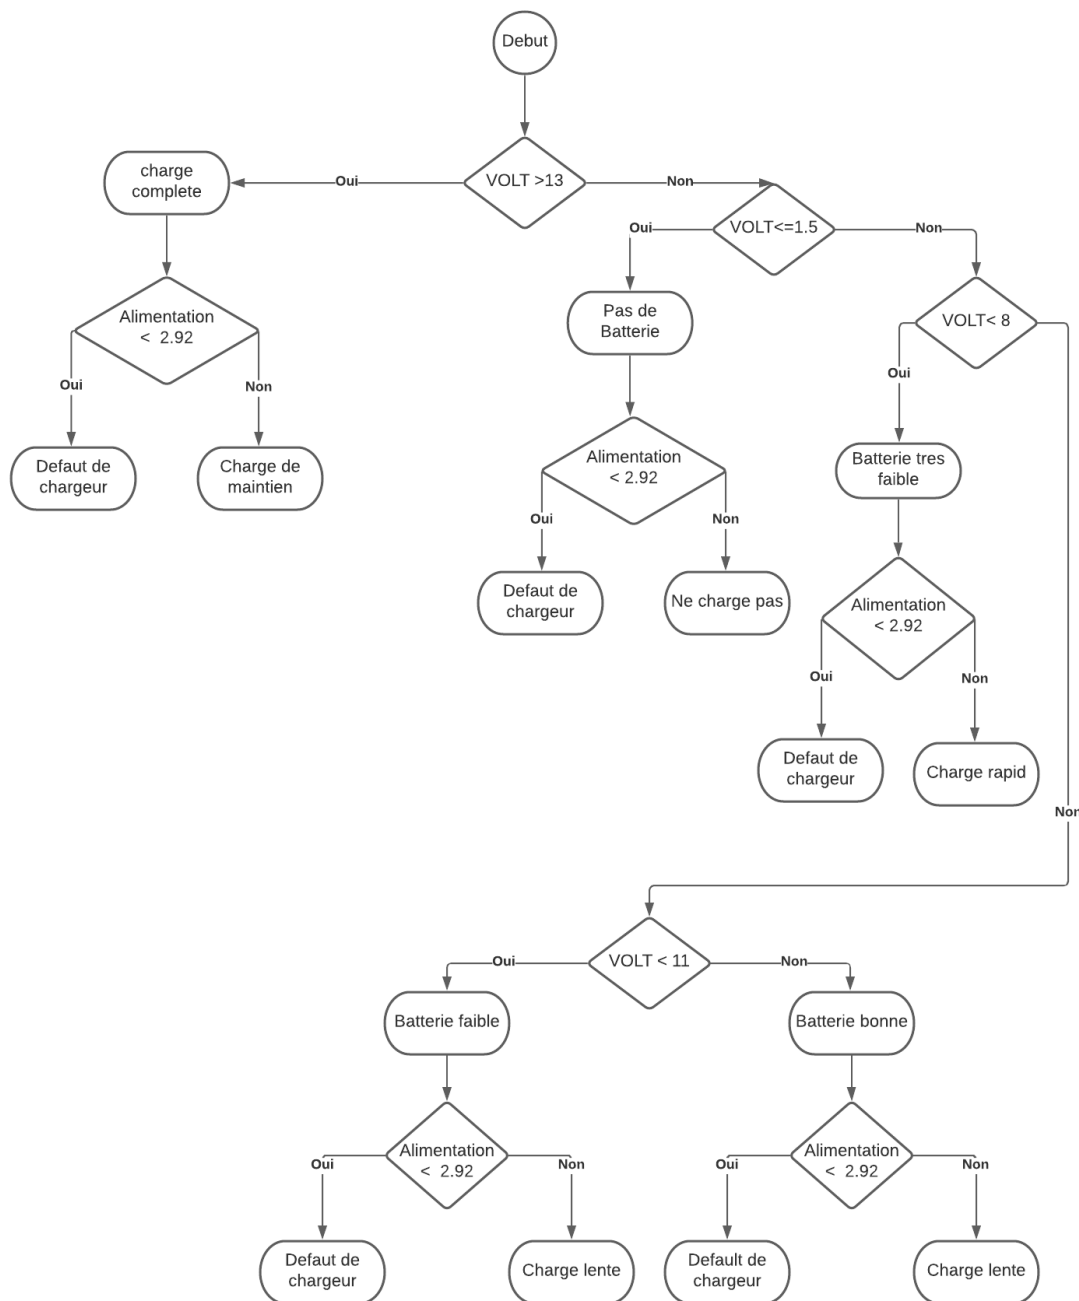 Debut
VOLT >13
Oui
Non
charge
complete
VOLT<=1.5
Oui
Non
Alimentation
< 2.92
Pas de
Batterie
VOLT< 8
Oui
Non
Oui
Defaut de
chargeur
Charge de
maintien
Alimentation
< 2.92
Batterie tres
faible
Oui
Non
Defaut de
chargeur
Ne charge pas
Alimentation
< 2.92
Oui
Non
Defaut de
chargeur
Charge rapid
Non
VOLT < 11
Oui
Non
Batterie faible
Batterie bonne
Alimentation
< 2.92
Alimentation
< 2.92
Oui
Non
Oui
Non
Defaut de
chargeur
Charge lente
Default de
chargeur
Charge lente